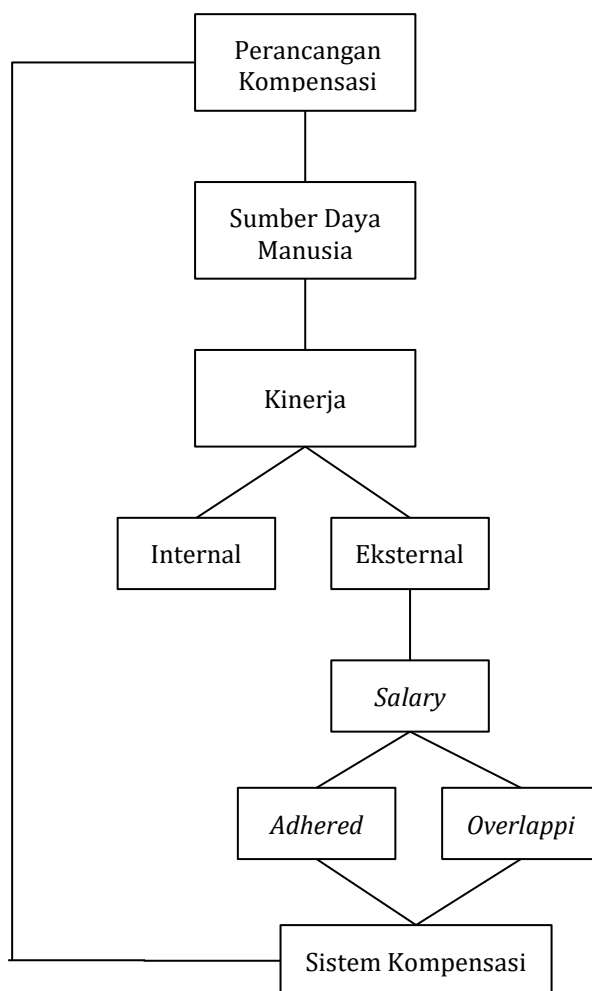 Perancangan
Kompensasi
Sumber Daya
Manusia
Kinerja
Internal
Eksternal
Salary
Adhered
Overlappi
Sistem Kompensasi